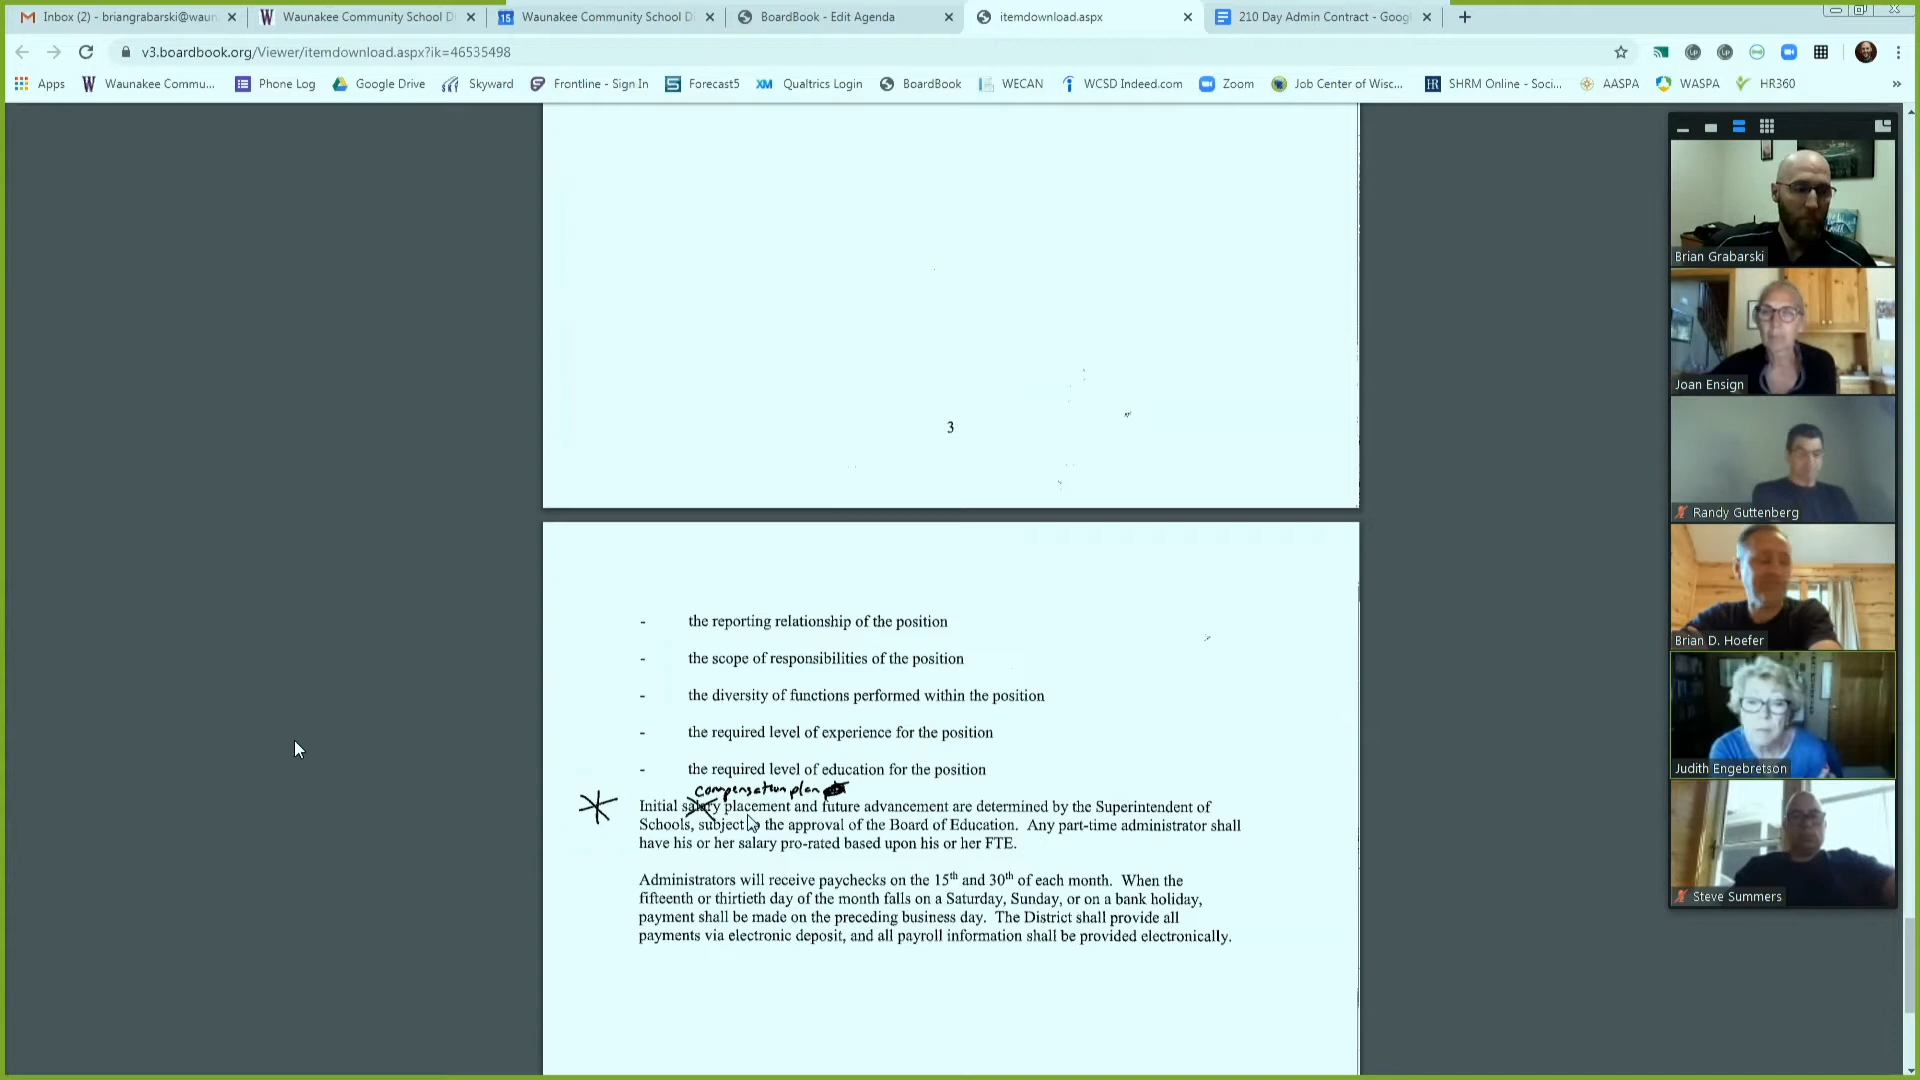 Inbox (2) - briangrabarski@waun
Waunakee Community School D
Waunakee Community School D
BoardBook - Edit Agenda
itemdownload.aspx
210 Day Admin Contract - Googl
v3.boardbook.org/Viewer/itemdownload.aspx?ik=46535498
Apps
Waunakee Commu...
Phone Log
Google Drive
Skyward
Frontline - Sign In
Forecast5
Qualtrics Login
BoardBook
WECAN
WCSD Indeed.com
Zoom
Job Center of Wisc...
SHRM Online - Soci...
AASPA
WASPA
HR360
3
- the reporting relationship of the position
- the scope of responsibilities of the position
- the diversity of functions performed within the position
- the required level of experience for the position
- the required level of education for the position
compensation plan
Initial salary placement and future advancement are determined by the Superintendent of
Schools, subject to the approval of the Board of Education. Any part-time administrator shall
have his or her salary pro-rated based upon his or her FTE.
Administrators will receive paychecks on the 15th and 30th of each month. When the
fifteenth or thirtieth day of the month falls on a Saturday, Sunday, or on a bank holiday,
payment shall be made on the preceding business day. The District shall provide all
payments via electronic deposit, and all payroll information shall be provided electronically.
Brian Grabarski
Joan Ensign
Randy Guttenberg
Brian D. Hoefer
Judith Engebretson
Steve Summers